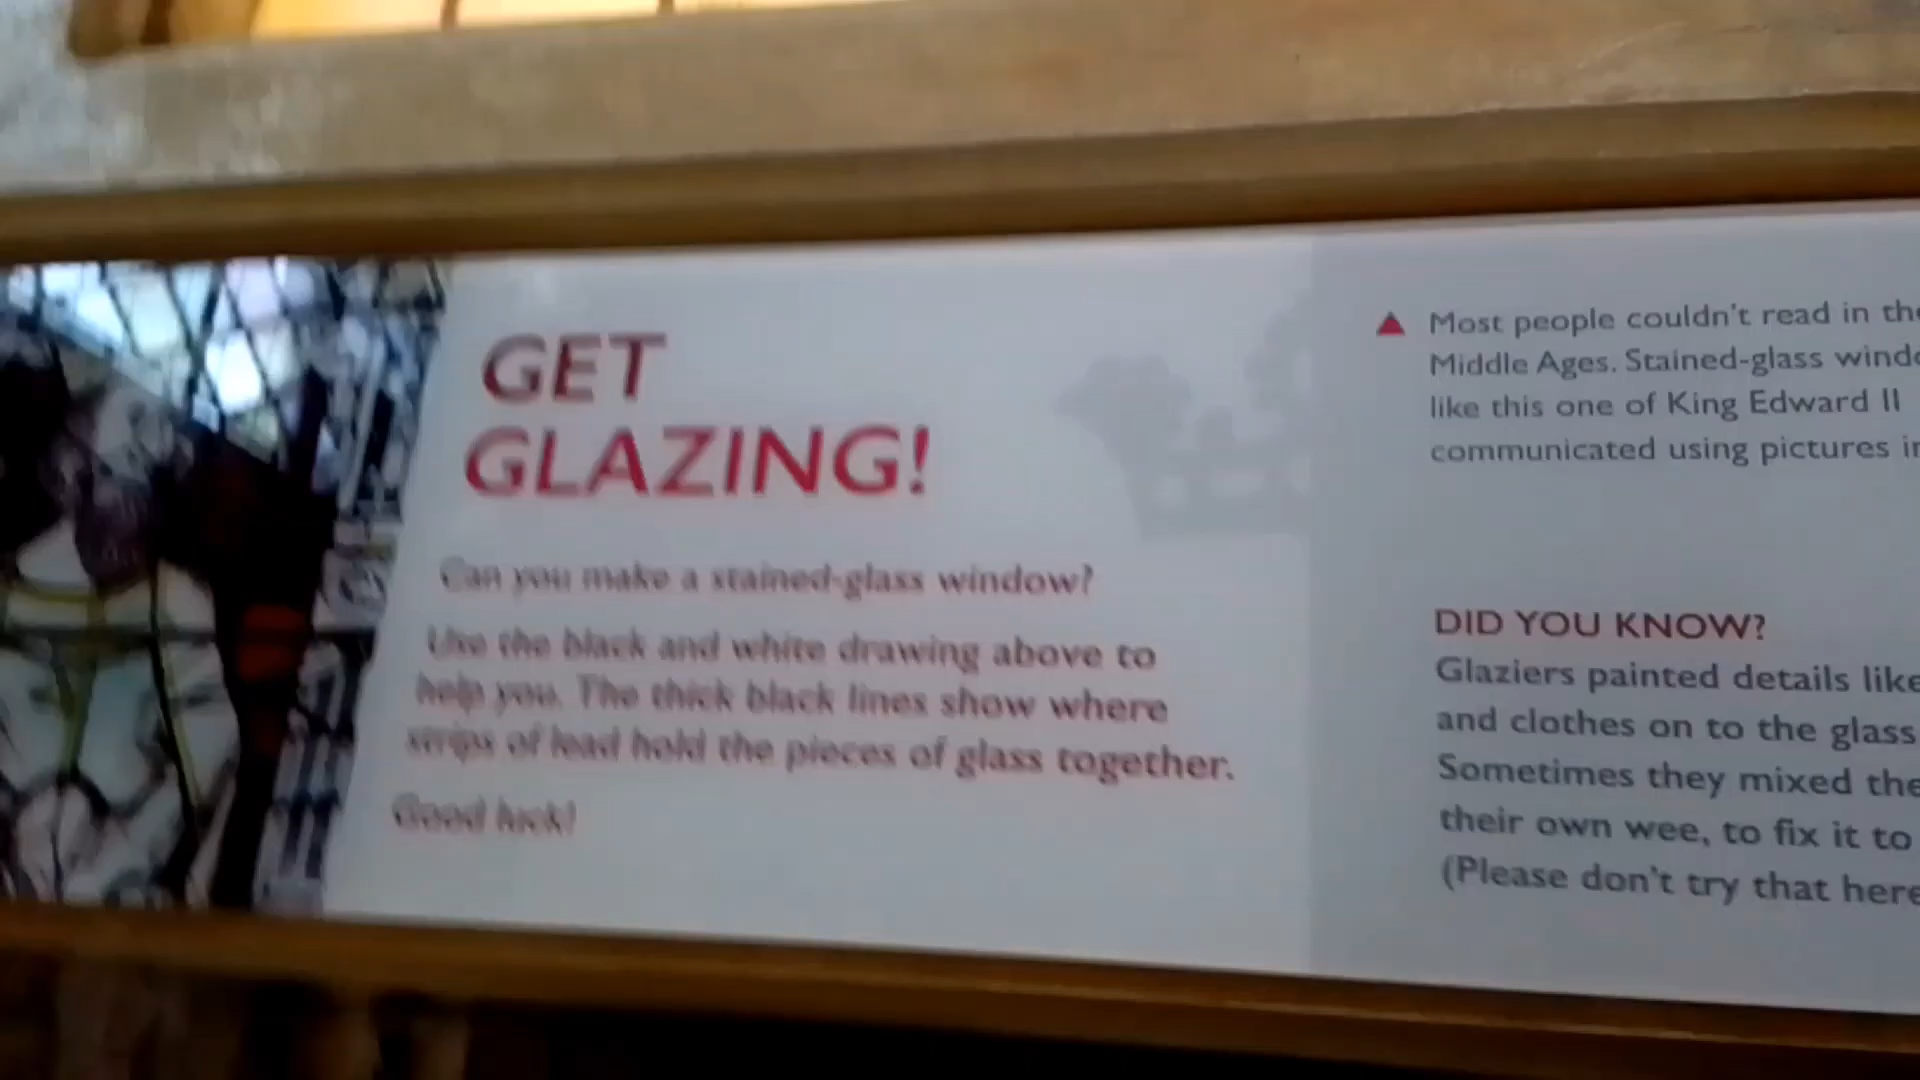 GET
GLAZING!
Can you make a stained-glass window?
Use the black and white drawing above to
help you. The thick black lines show where
strips of lead hold the pieces of glass together.
Good luck!
Most people couldn't read in the
Middle Ages. Stained-glass
like this one of King Edward II
communicated using pictures
DID YOU KNOW?
Glaziers painted details like
and clothes on to the glass
Sometimes they mixed
their own wee, to fix it to
(Please don't try that here